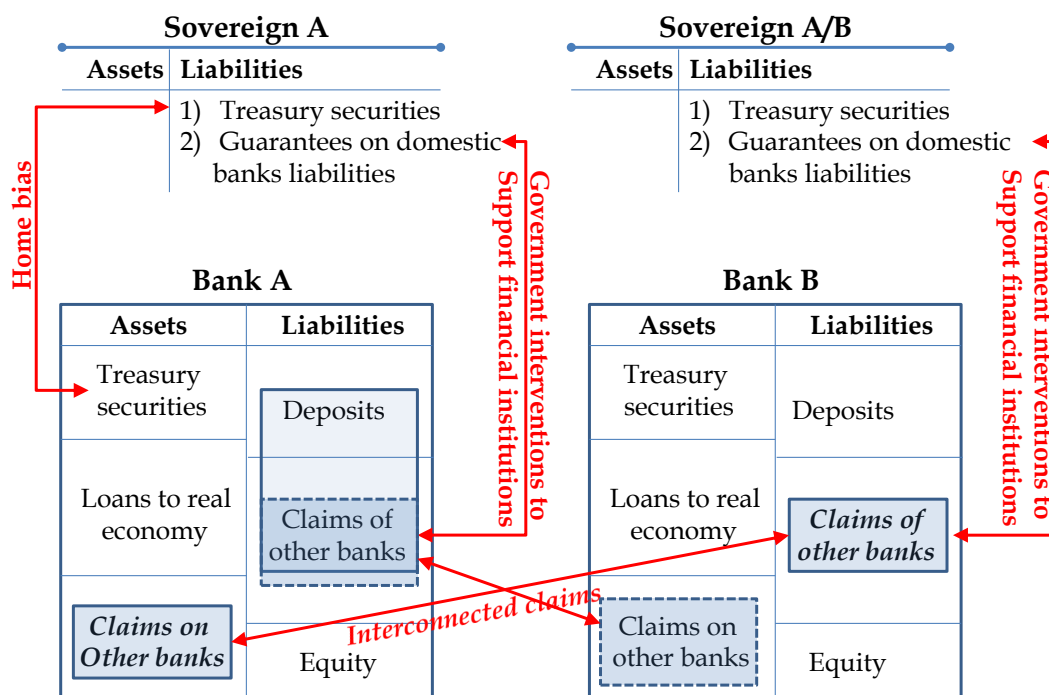 Sovereign A
Assets Liabilities
1) Treasury securities
2) Guarantees on domestic
banks liabilities
Sovereign A/B
Assets Liabilities
1) Treasury securities
2) Guarantees on domestic
banks liabilities
Home bias
Government interventions to
Support financial institutions
Government interventions to
Support financial institutions
Bank A
Assets Liabilities
Treasury
securities
Deposits
Loans to real
economy
Claims of
other banks
Claims on
Other banks
Equity
Interconnected claims
Bank B
Assets Liabilities
Treasury
securities
Deposits
Loans to real
economy
Claims of
other banks
Claims on
other banks
Equity